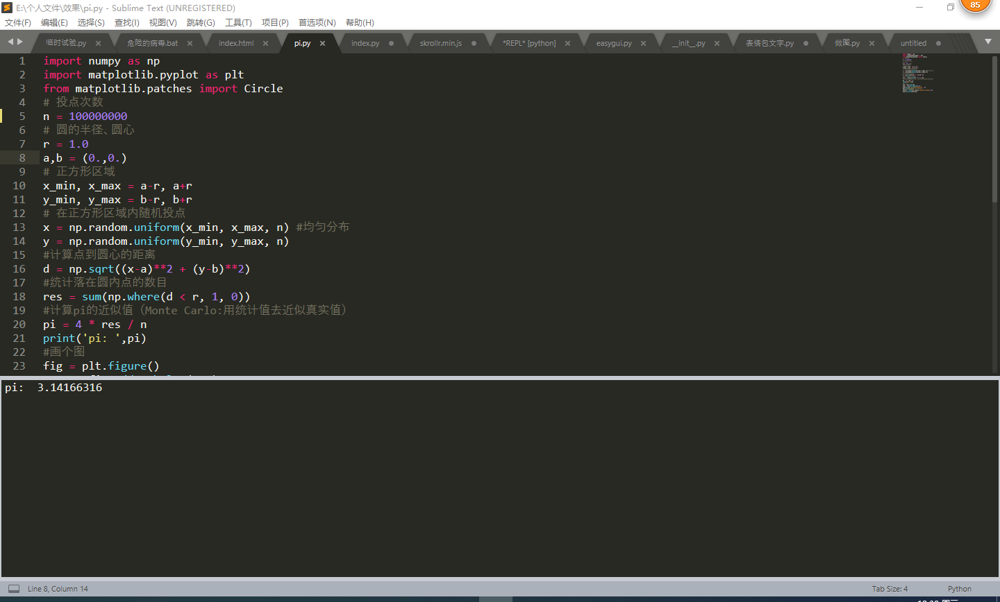 E:\个人文件\效果\pi.py - Sublime Text (UNREGISTERED)
85
文件(F) 编辑(E) 选择(S) 查找(I) 视图(V) 跳转(G) 工具(T) 项目(P) 首选项(N) 帮助(H)
临时试验.py 危险的病毒.bat index.html pi.py index.py skrollr.min.js *REPL* [python] easygui.py __init__.py 表情包文字.py 做图.py untitled
1 import numpy as np
2 import matplotlib.pyplot as plt
3 from matplotlib.patches import Circle
4 # 投点次数
5 n = 100000000
6 # 圆的半径、圆心
7 r = 1.0
8 a,b = (0.,0.)
9 # 正方形区域
10 x_min, x_max = a-r, a+r
11 y_min, y_max = b-r, b+r
12 # 在正方形区域内随机投点
13 x = np.random.uniform(x_min, x_max, n) #均匀分布
14 y = np.random.uniform(y_min, y_max, n)
15 #计算点到圆心的距离
16 d = np.sqrt((x-a)**2 + (y-b)**2)
17 #统计落在圆内点的数目
18 res = sum(np.where(d < r, 1, 0))
19 #计算pi的近似值（Monte Carlo:用统计值去近似真实值）
20 pi = 4 * res / n
21 print('pi: ',pi)
22 #画个图
23 fig = plt.figure()
pi:  3.14166316
Line 8, Column 14
Tab Size: 4
Python